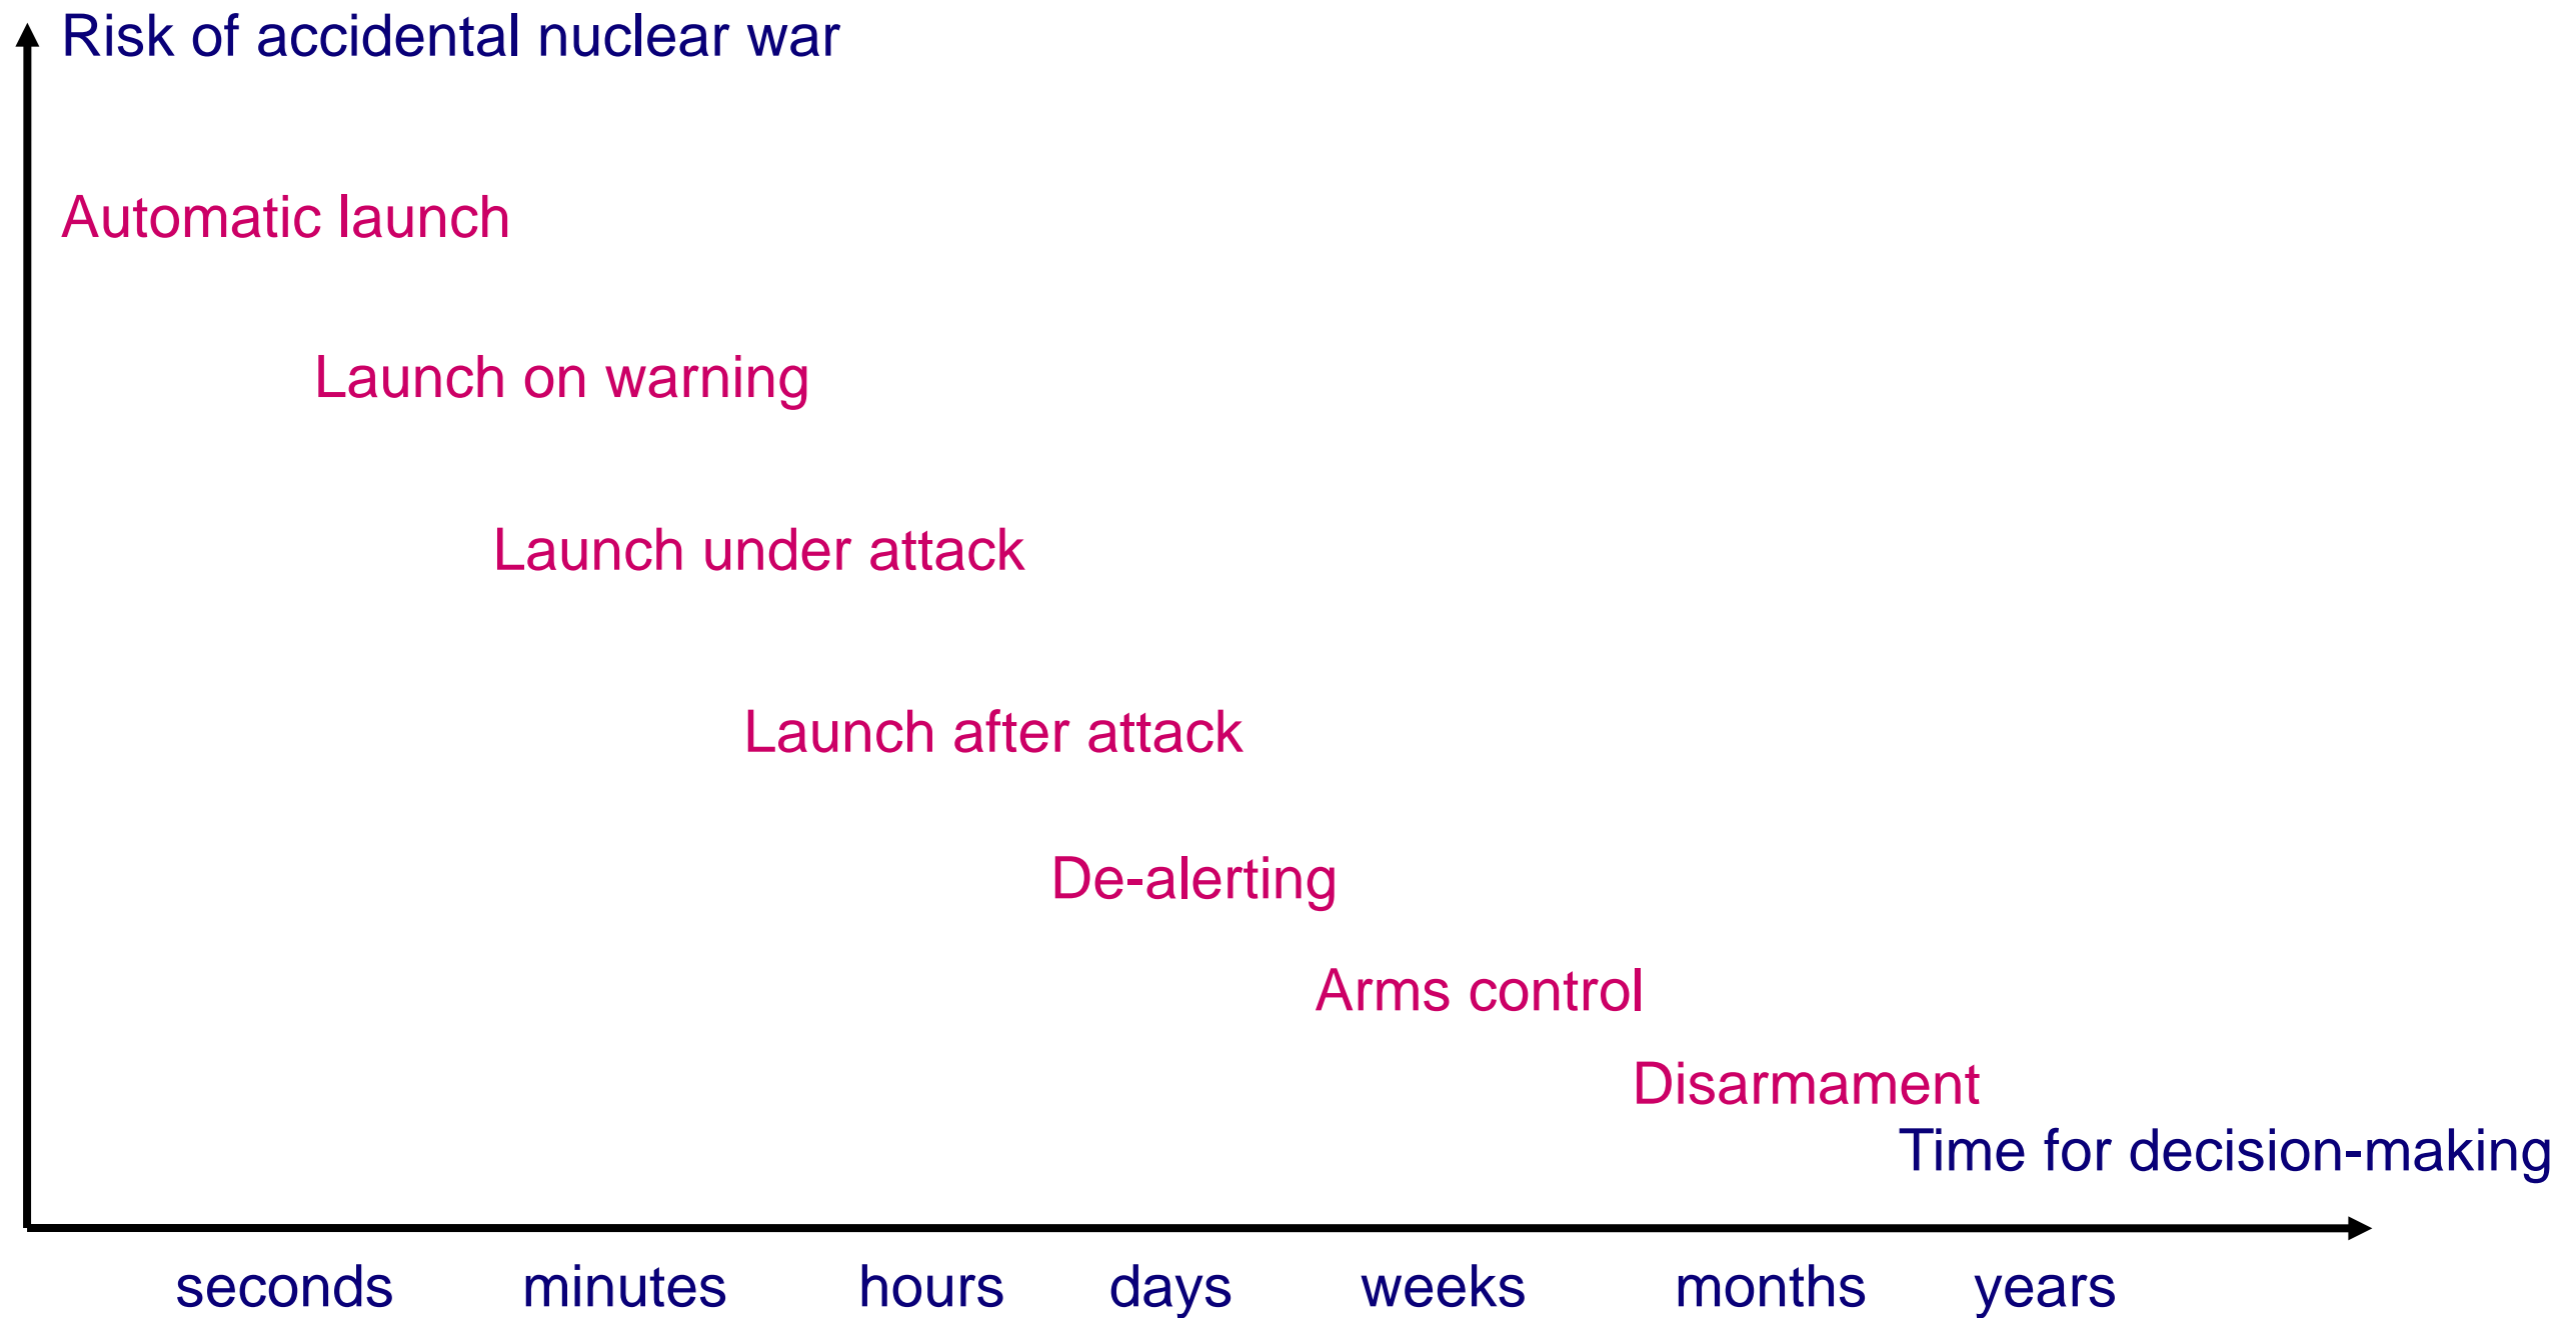 Risk of accidental nuclear war
Automatic launch
Launch on warning
Launch under attack
Launch after attack
De-alerting
Arms control
Disarmament
Time for decision-making
seconds minutes hours days weeks months years